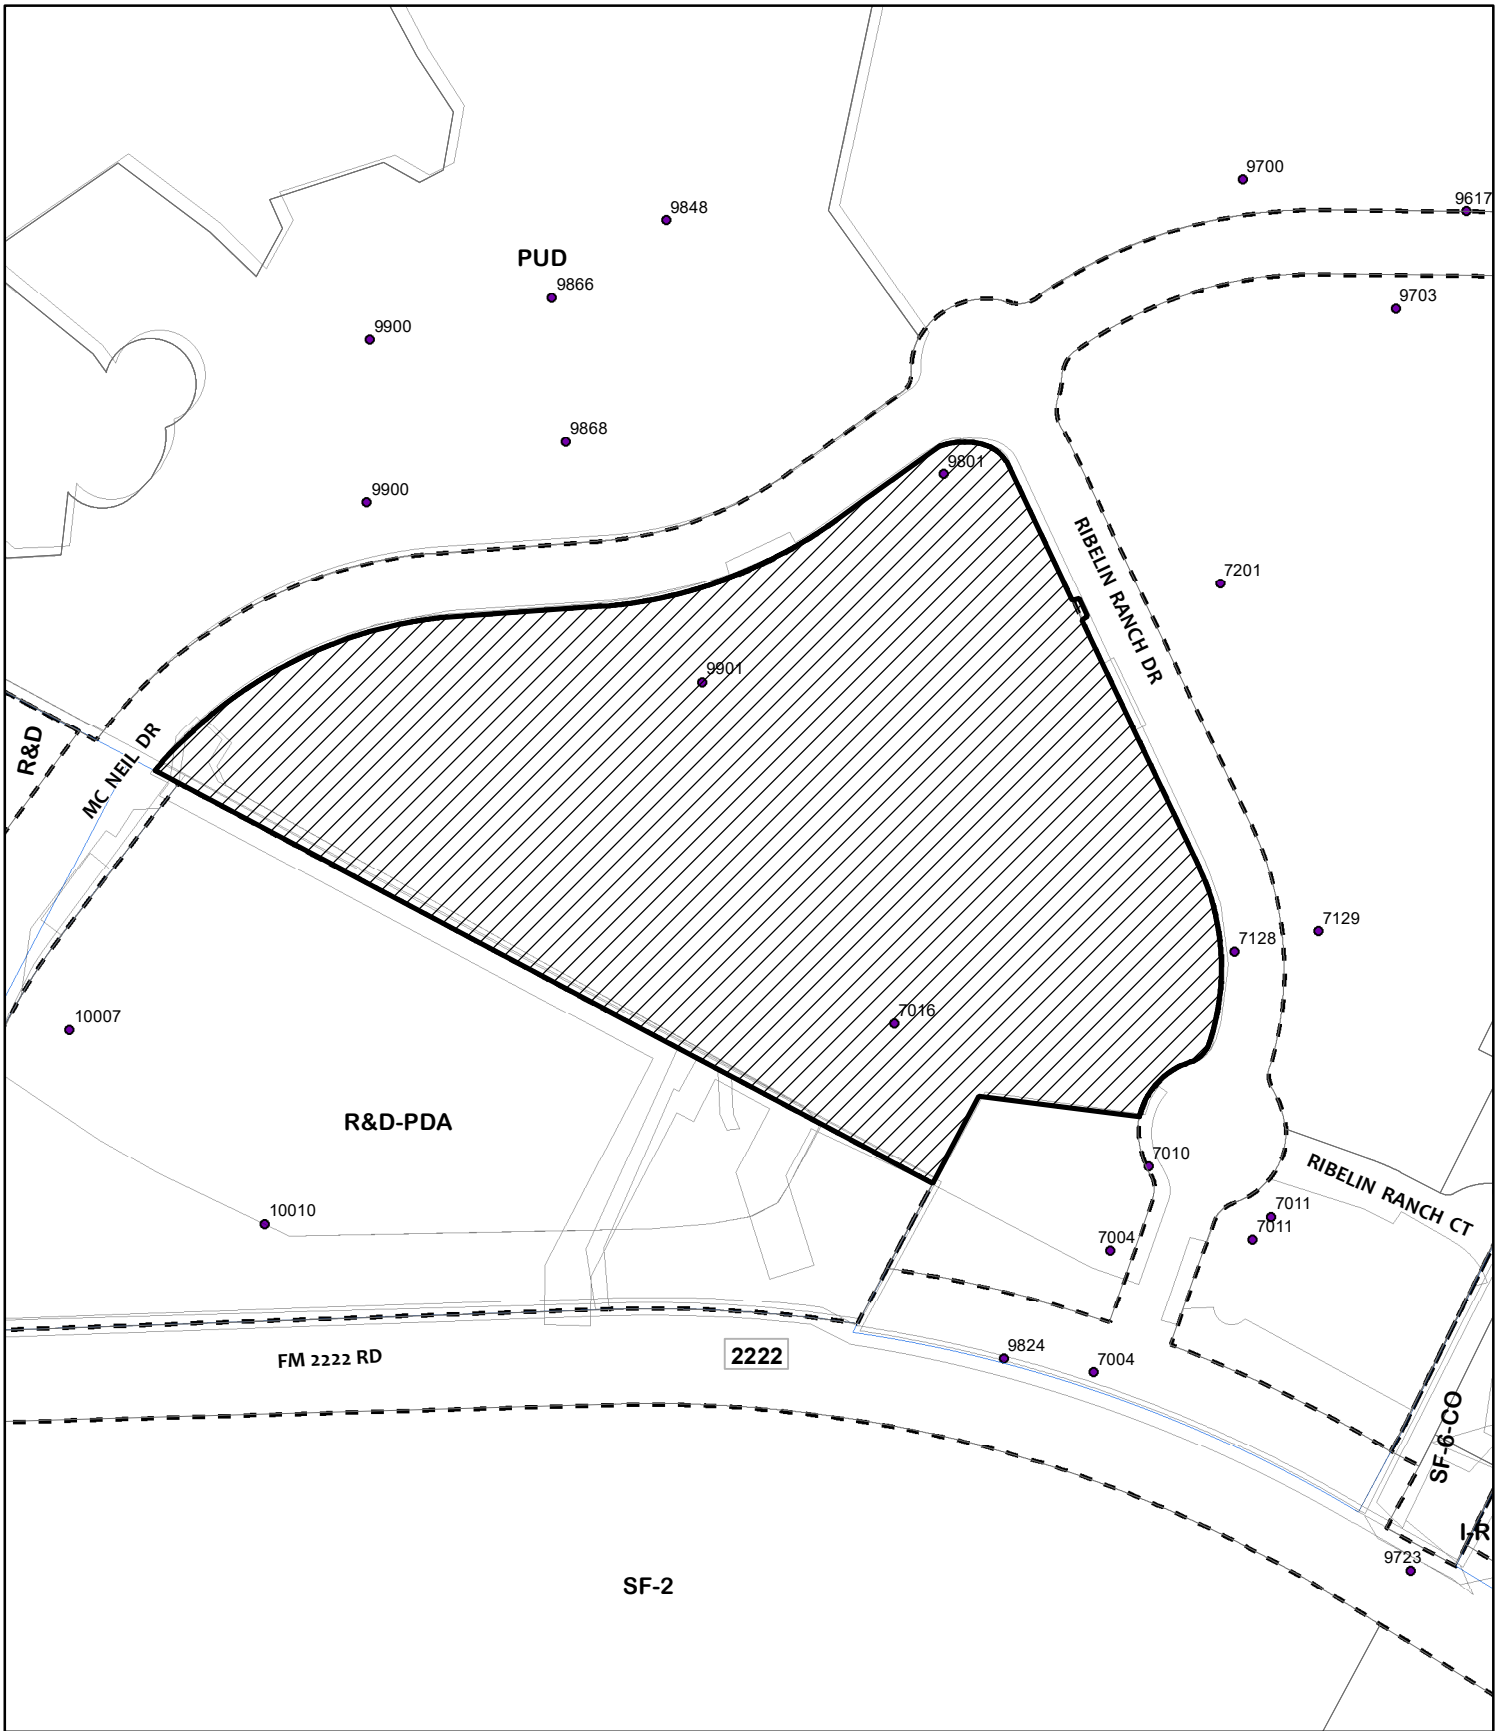 9700
9617
9848
PUD
9866
9703
9900
9868
9801
9900
RIBELIN RANCH DR
7201
9901
R&D
MC NEIL DR
7129
7128
7016
10007
R&D-PDA
7010
RIBELIN RANCH CT
10010
7011
7011
7004
9824
7004
FM 2222 RD
2222
SF-6-CO
I-R
9723
SF-2